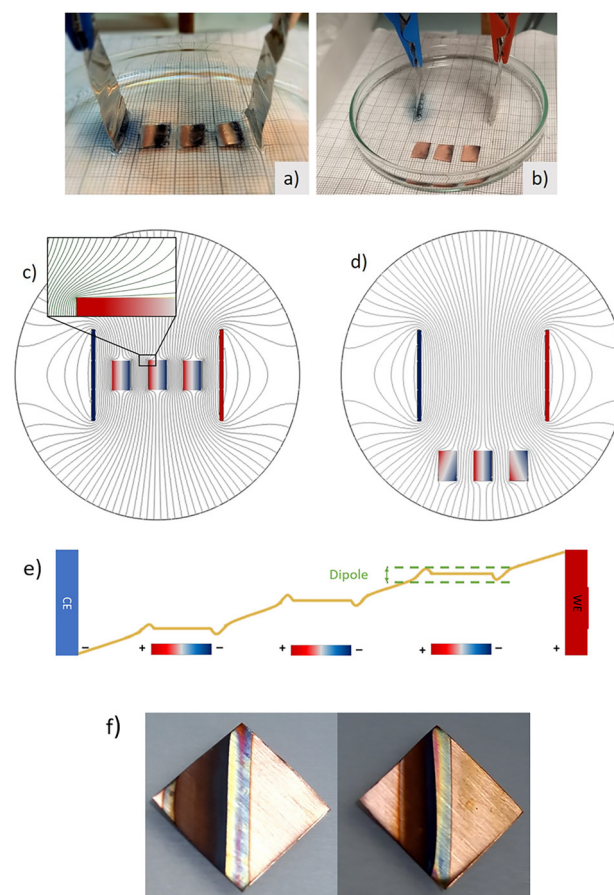 a)
b)
c)
d)
e)
Dipole
CE
WE
− + − + − + − +
f)